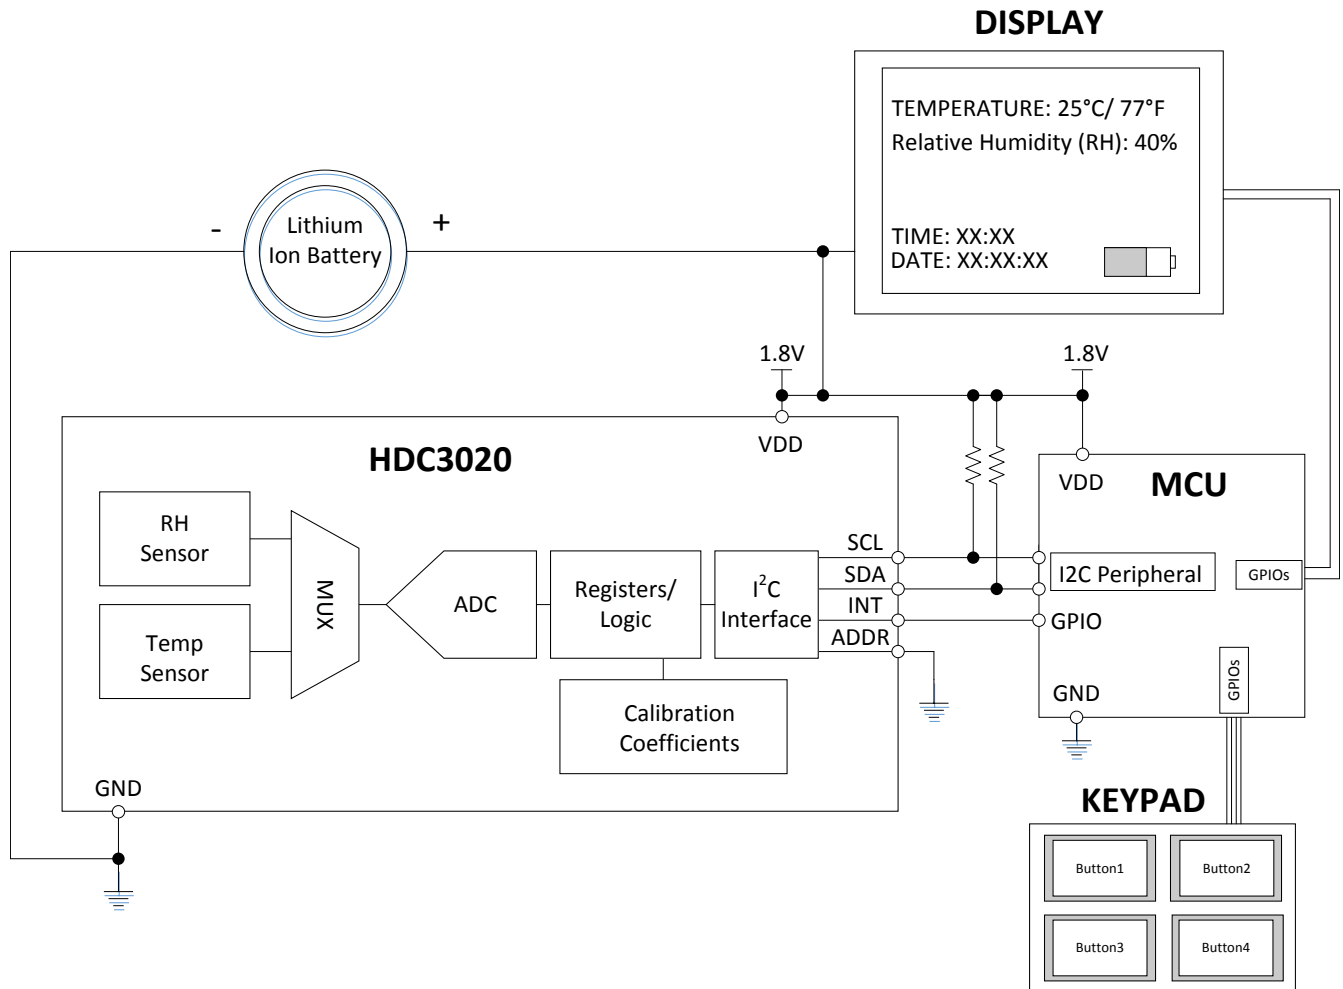 DISPLAY
TEMPERATURE: 25°C/ 77°F
Relative Humidity (RH): 40%
TIME: XX:XX
DATE: XX:XX:XX
-
Lithium
Ion Battery
+
1.8V
1.8V
VDD
HDC3020
VDD
MCU
RH
Sensor
Temp
Sensor
MUX
ADC
Registers/
Logic
I²C
Interface
Calibration
Coefficients
SCL
SDA
INT
ADDR
I2C Peripheral
GPIOs
GPIO
GPIOs
GND
GND
KEYPAD
Button1
Button2
Button3
Button4